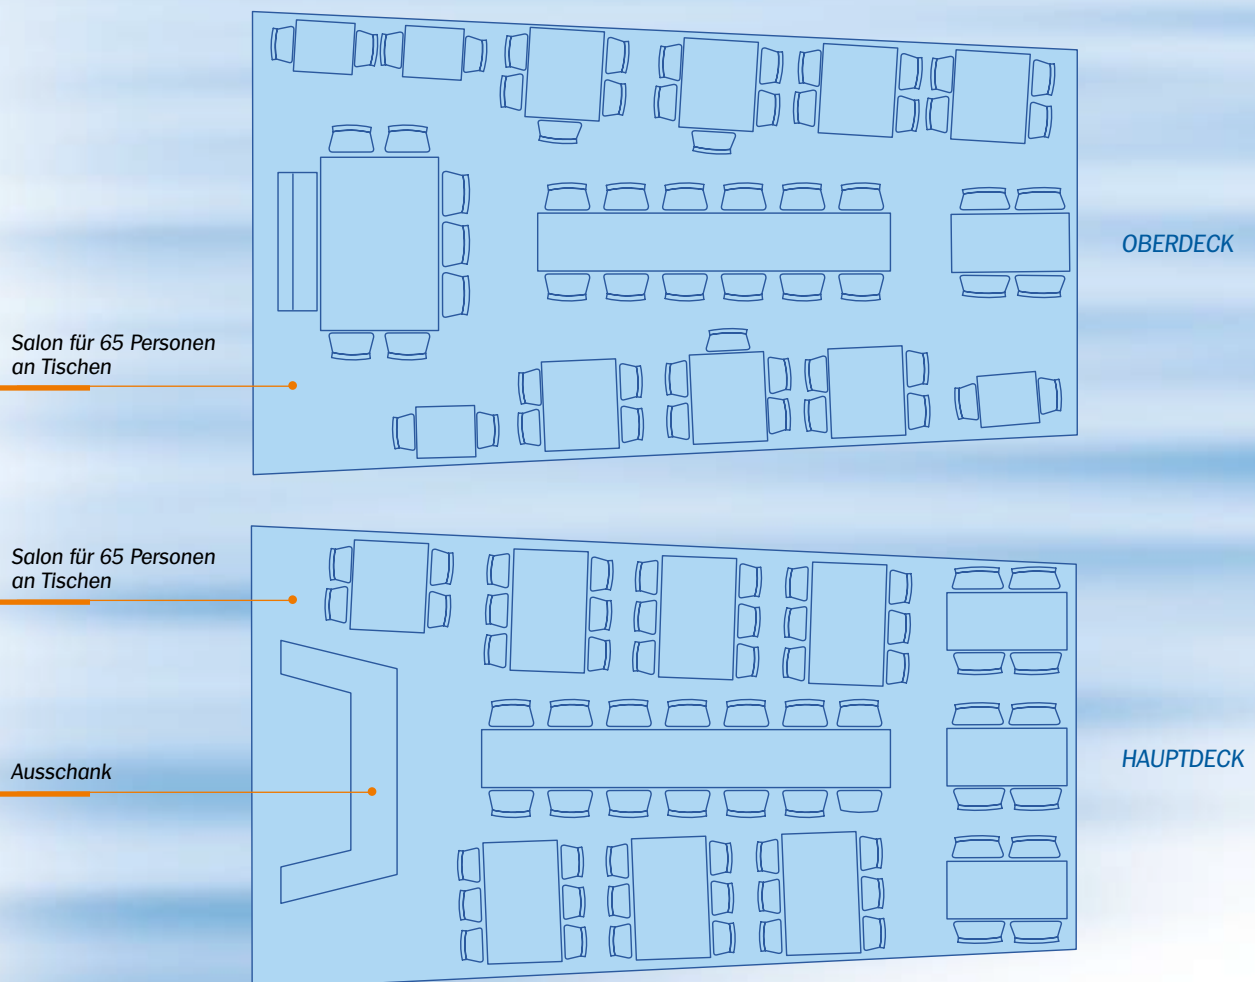 OBERDECK
Salon für 65 Personen
an Tischen
Salon für 65 Personen
an Tischen
Ausschank
HAUPTDECK